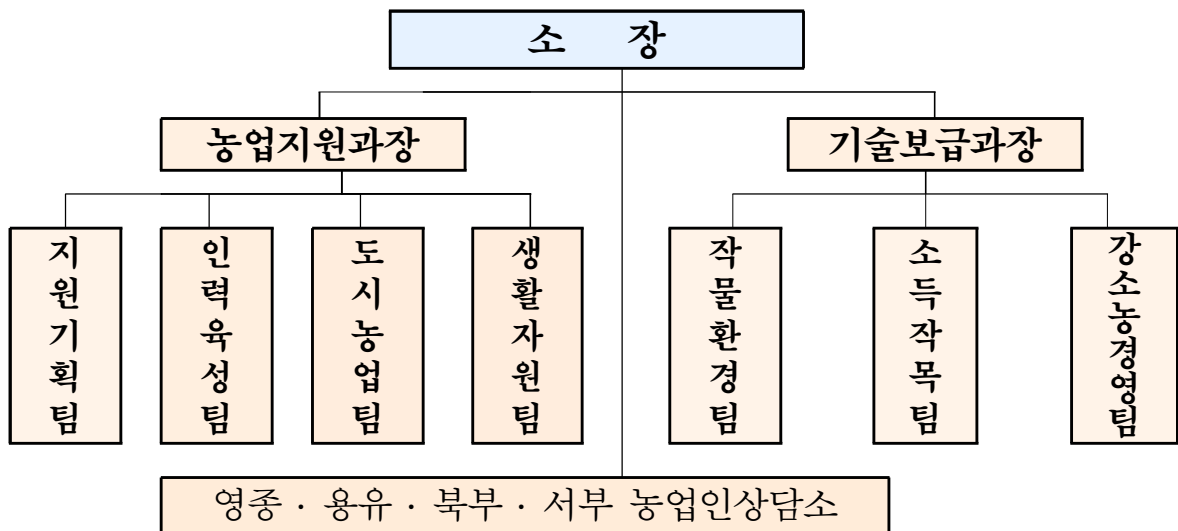 소 장
농업지원과장
기술보급과장
지원기획팀
인력육성팀
도시농업팀
생활자원팀
작물환경팀
소득작목팀
강소농경영팀
영종 · 용유 · 북부 · 서부 농업인상담소